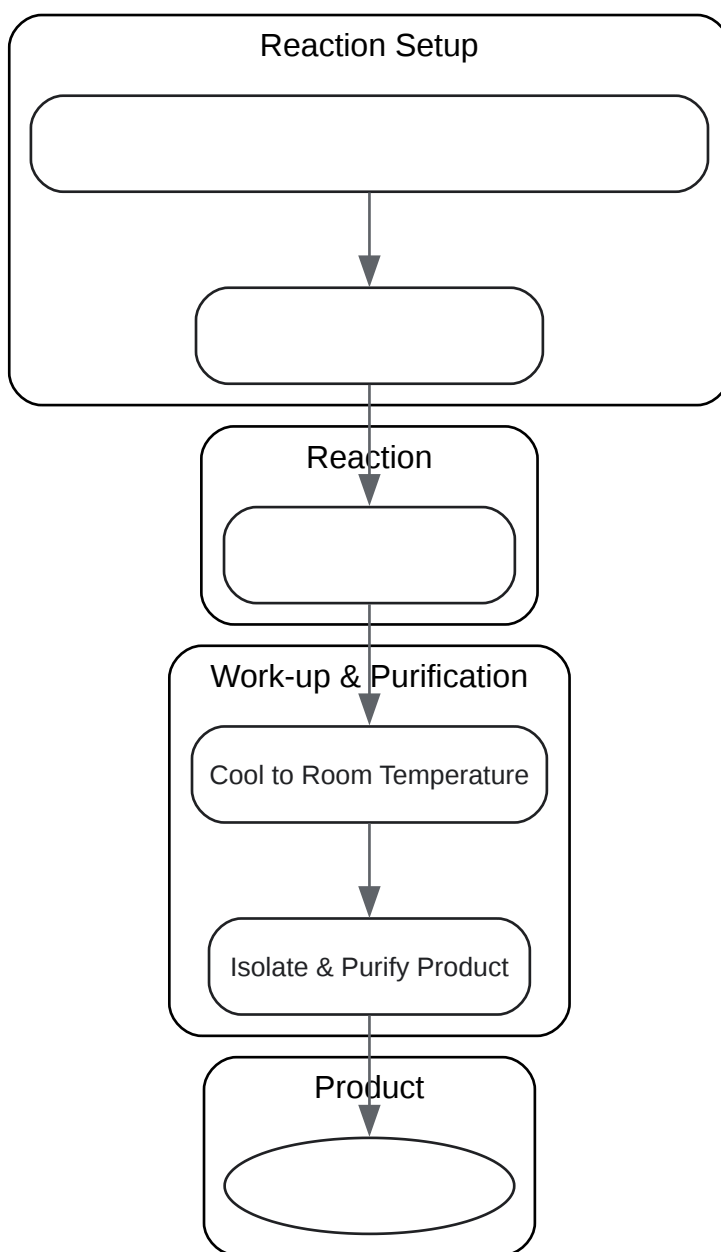 Reaction Setup
Reaction
Work-up & Purification
Cool to Room Temperature
Isolate & Purify Product
Product